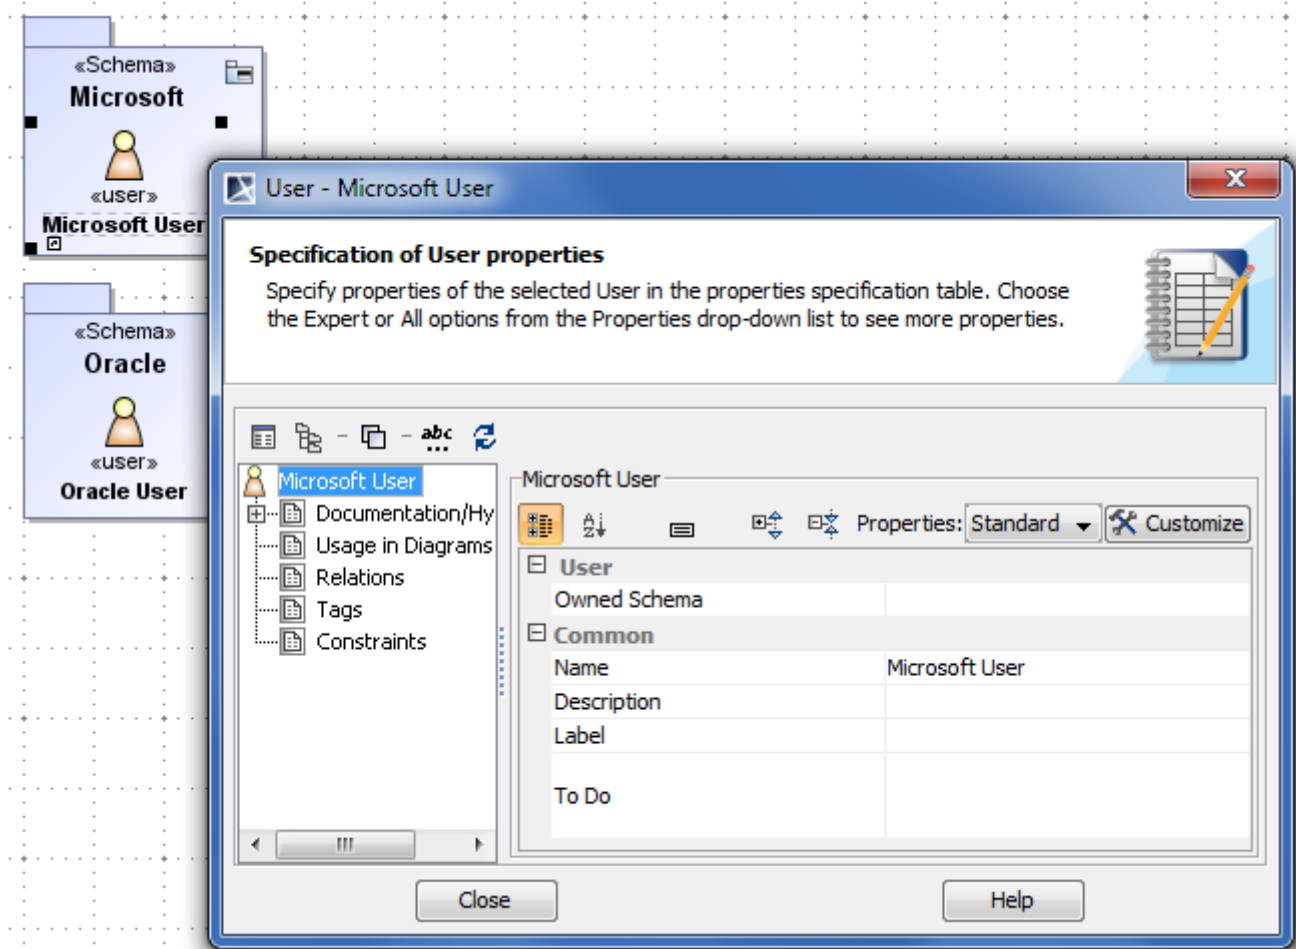 «Schema»
Microsoft
«user»
Microsoft User
«Schema»
Oracle
«user»
Oracle User
User - Microsoft User
X
Specification of User properties
Specify properties of the selected User in the properties specification table. Choose
the Expert or All options from the Properties drop-down list to see more properties.
abc
Microsoft User
Documentation/Hy
Usage in Diagrams
Relations
Tags
Constraints
Microsoft User
Properties: Standard Customize
User
Owned Schema
Common
Name Microsoft User
Description
Label
To Do
Close Help